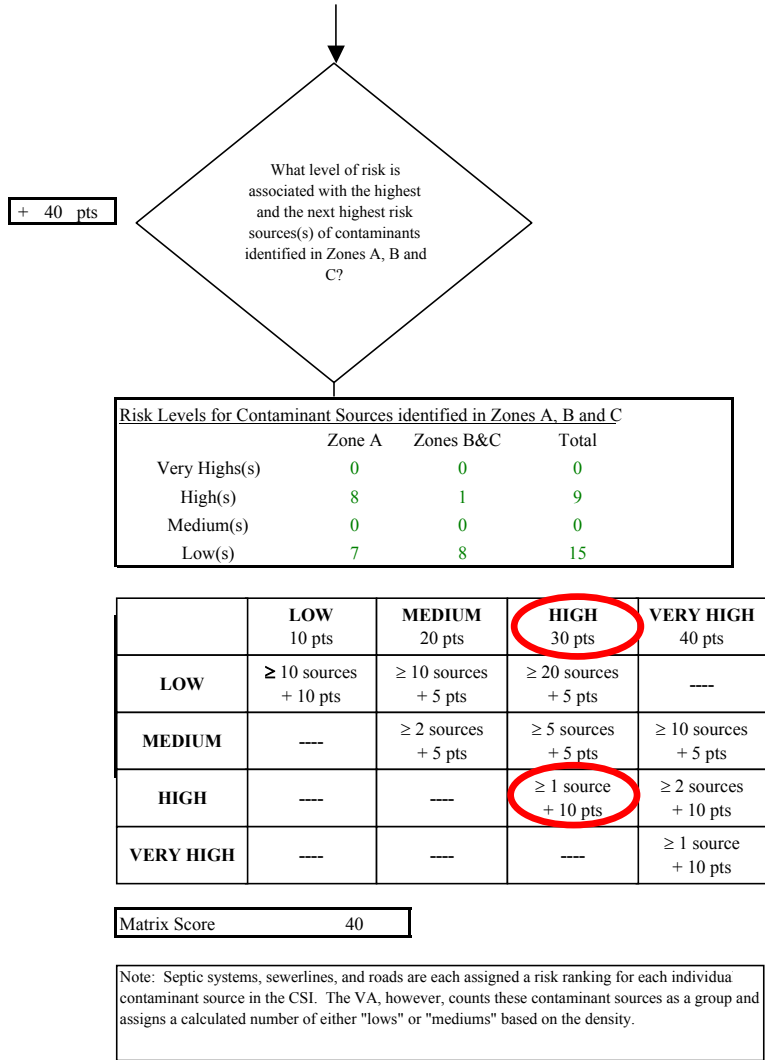 What level of risk is
associated with the highest
and the next highest risk
sources(s) of contaminants
identified in Zones A, B and
C?
+ 40 pts
Risk Levels for Contaminant Sources identified in Zones A, B and C
Zone A Zones B&C Total
Very Highs(s) 0 0 0
High(s) 8 1 9
Medium(s) 0 0 0
Low(s) 7 8 15
LOW MEDIUM HIGH VERY HIGH
10 pts 20 pts 30 pts 40 pts
LOW ≥ 10 sources + 10 pts ≥ 10 sources + 5 pts ≥ 20 sources + 5 pts ----
MEDIUM ---- ≥ 2 sources + 5 pts ≥ 5 sources + 5 pts ≥ 10 sources + 5 pts
HIGH ---- ---- ≥ 1 source + 10 pts ≥ 2 sources + 10 pts
VERY HIGH ---- ---- ---- ≥ 1 source + 10 pts
Matrix Score 40
Note: Septic systems, sewerlines, and roads are each assigned a risk ranking for each individua
contaminant source in the CSI. The VA, however, counts these contaminant sources as a group and
assigns a calculated number of either "lows" or "mediums" based on the density.